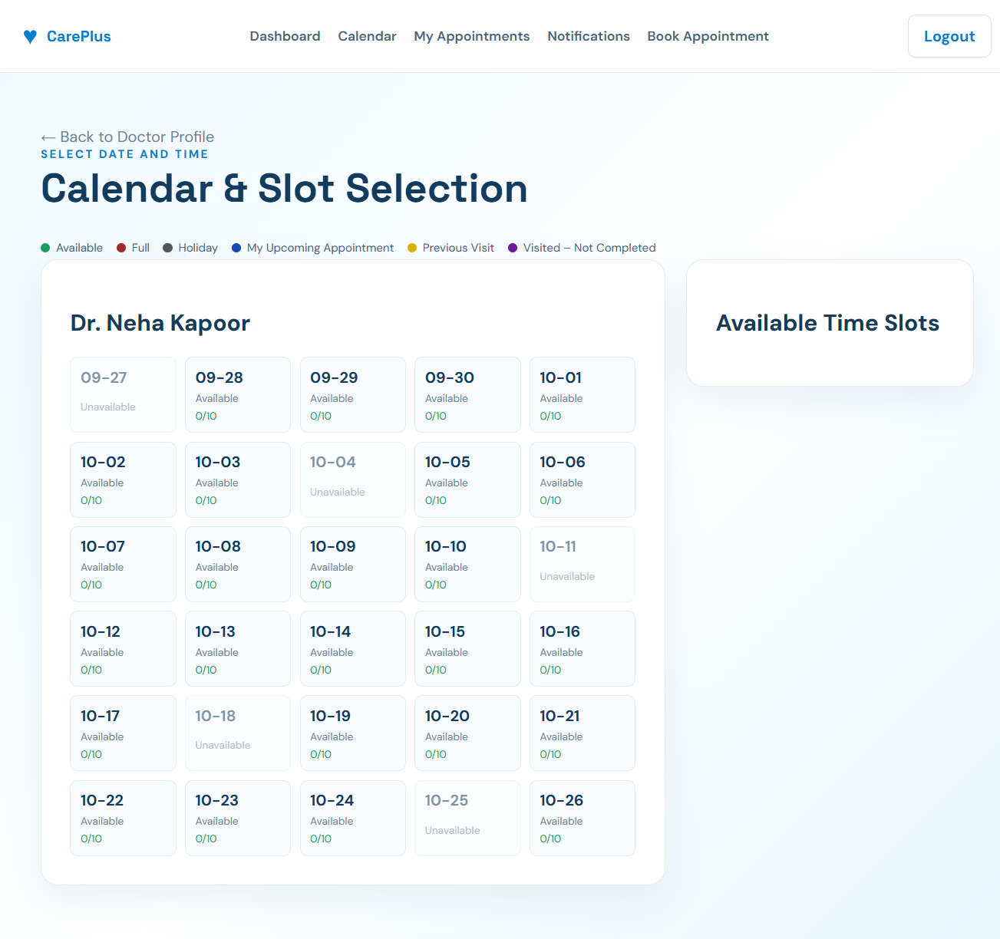 ♥ CarePlus
Dashboard Calendar My Appointments Notifications Book Appointment
Logout
← Back to Doctor Profile
SELECT DATE AND TIME
Calendar & Slot Selection
Available Full Holiday My Upcoming Appointment Previous Visit Visited – Not Completed
Dr. Neha Kapoor
09-27 09-28 09-29 09-30 10-01
Unavailable Available Available Available Available
0/10 0/10 0/10 0/10
10-02 10-03 10-04 10-05 10-06
Available Available Unavailable Available Available
0/10 0/10 0/10 0/10
10-07 10-08 10-09 10-10 10-11
Available Available Available Available Unavailable
0/10 0/10 0/10 0/10
10-12 10-13 10-14 10-15 10-16
Available Available Available Available Available
0/10 0/10 0/10 0/10 0/10
10-17 10-18 10-19 10-20 10-21
Available Unavailable Available Available Available
0/10 0/10 0/10 0/10
10-22 10-23 10-24 10-25 10-26
Available Available Available Unavailable Available
0/10 0/10 0/10 0/10
Available Time Slots